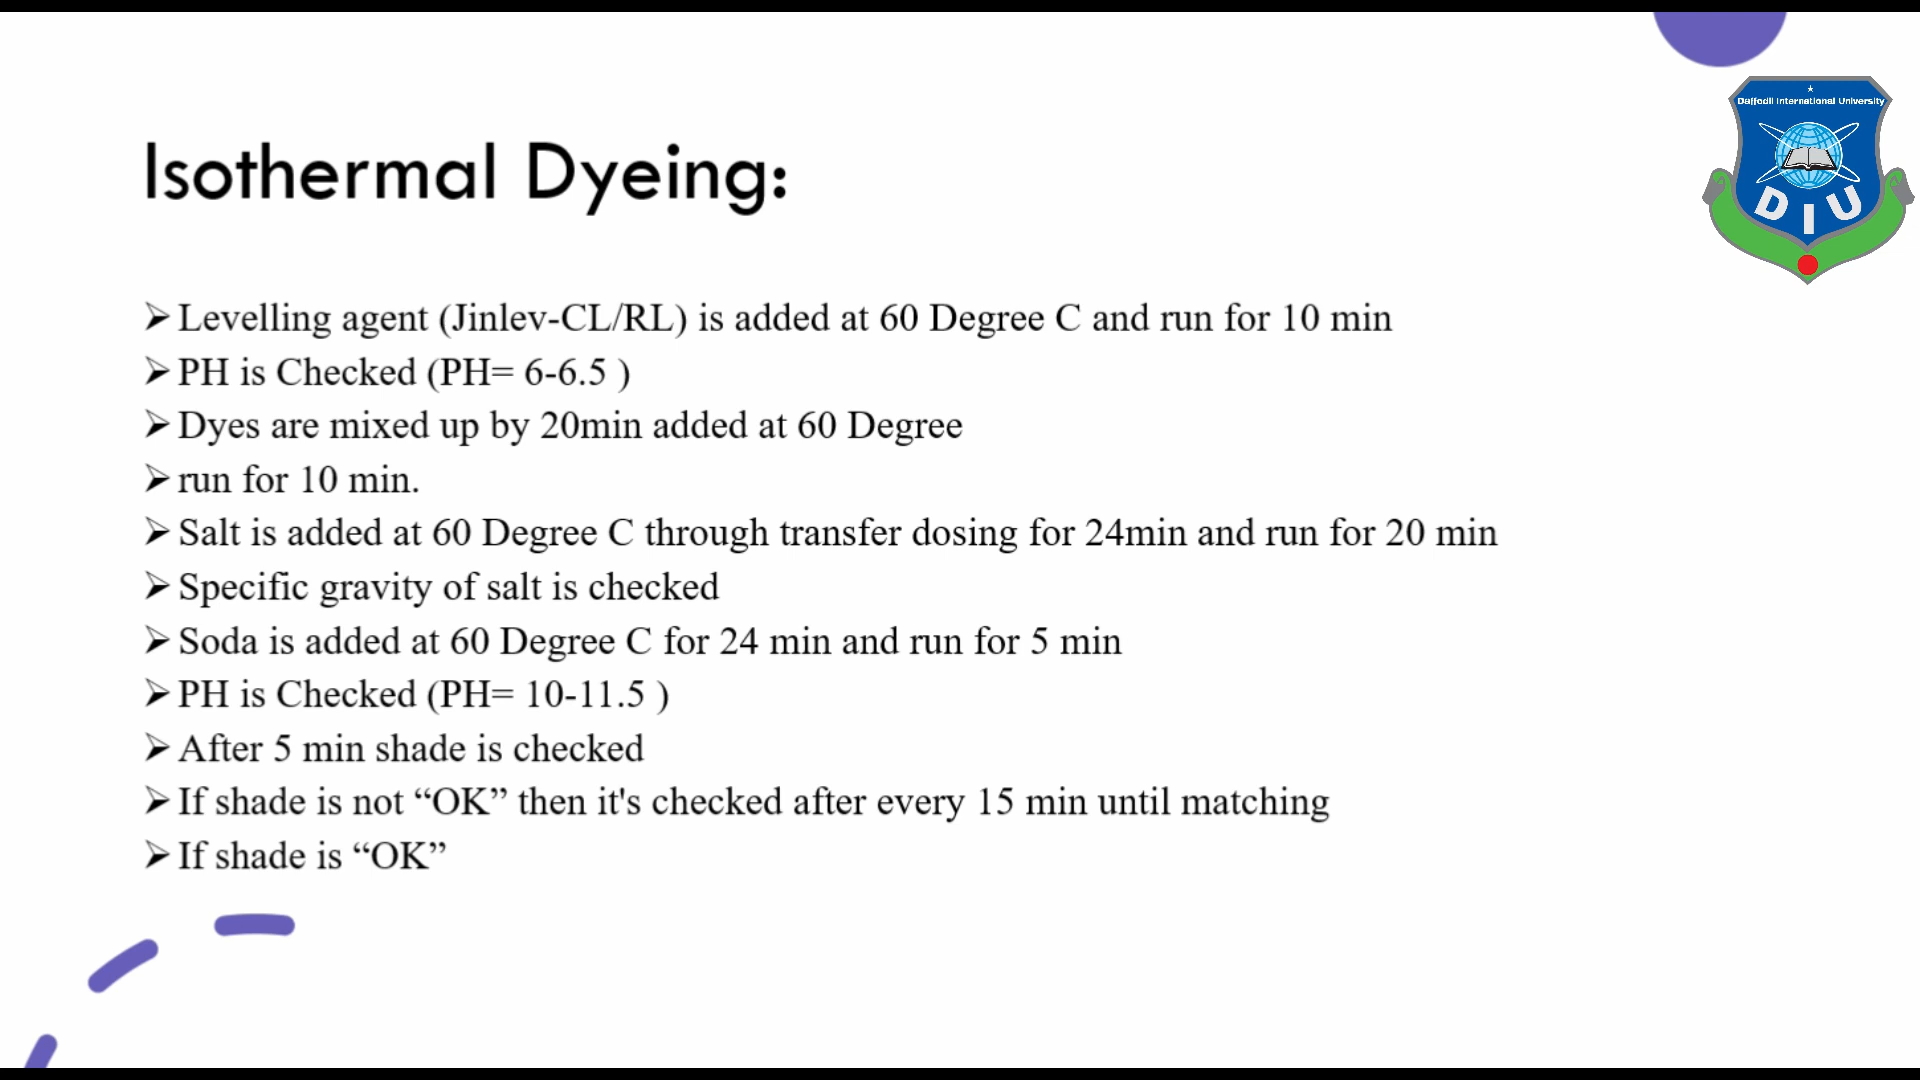 Daffodil International University
D I U
Isothermal Dyeing:
➢Levelling agent (Jinlev-CL/RL) is added at 60 Degree C and run for 10 min
➢PH is Checked (PH= 6-6.5 )
➢Dyes are mixed up by 20min added at 60 Degree
➢run for 10 min.
➢Salt is added at 60 Degree C through transfer dosing for 24min and run for 20 min
➢Specific gravity of salt is checked
➢Soda is added at 60 Degree C for 24 min and run for 5 min
➢PH is Checked (PH= 10-11.5 )
➢After 5 min shade is checked
➢If shade is not “OK” then it's checked after every 15 min until matching
➢If shade is “OK”